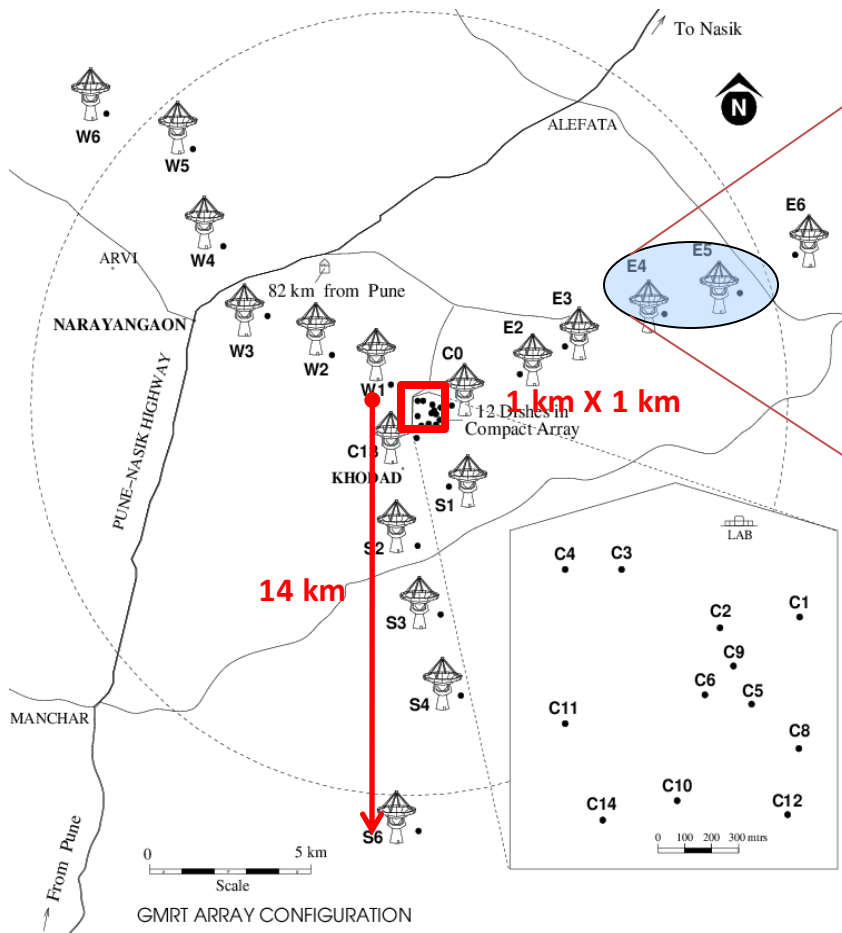 To Nasik
N
ALEFATA
W6
W5
W4
ARVI
E6
E5
E4
82 km from Pune
NARAYANGAON
W3
W2
E3
E2
C0
W1
1 km X 1 km
12 Dishes in
Compact Array
C13
KHODAD
PUNE-NASIK HIGHWAY
S1
S2
14 km
S3
S4
MANCHAR
S6
From Pune
0
5 km
Scale
GMRT ARRAY CONFIGURATION
LAB
C4
C3
C1
C2
C9
C6
C5
C11
C8
C10
C14
C12
0 100 200 300 mtrs